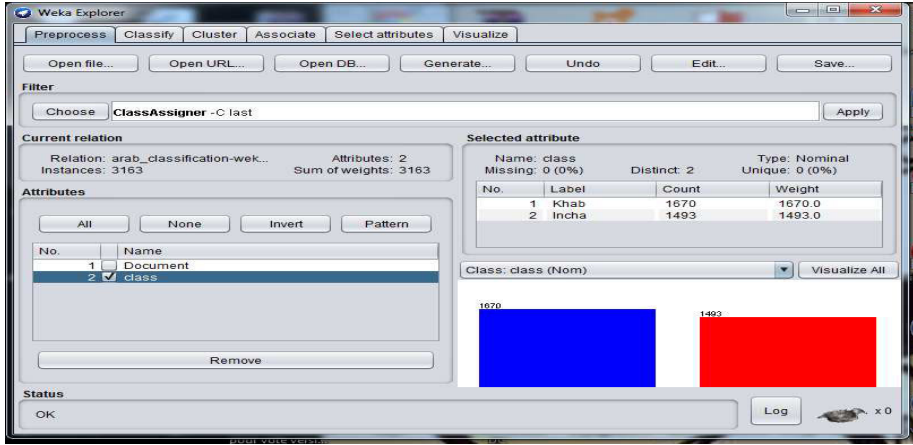 Weka Explorer
Preprocess Classify Cluster Associate Select attributes Visualize
Open file... Open URL... Open DB... Generate... Undo Edit... Save...
Filter
Choose ClassAssigner -C last Apply
Current relation
Relation: arab_classification-wek... Attributes: 2
Instances: 3163 Sum of weights: 3163
Attributes
All None Invert Pattern
No. Name
1 Document
2 class
Remove
Selected attribute
Name: class Type: Nominal
Missing: 0 (0%) Distinct: 2 Unique: 0 (0%)
No. Label Count Weight
1 Khab 1670 1670.0
2 Incha 1493 1493.0
Class: class (Nom) Visualize All
1670
1493
Status
OK
Log x 0